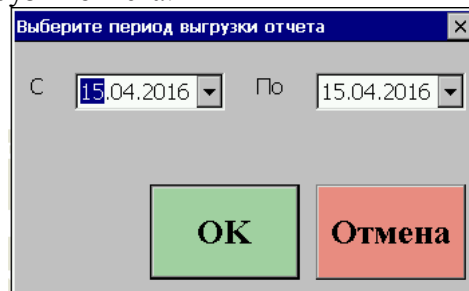 Выберите период выгрузки отчета
С 15.04.2016 По 15.04.2016
OK Отмена